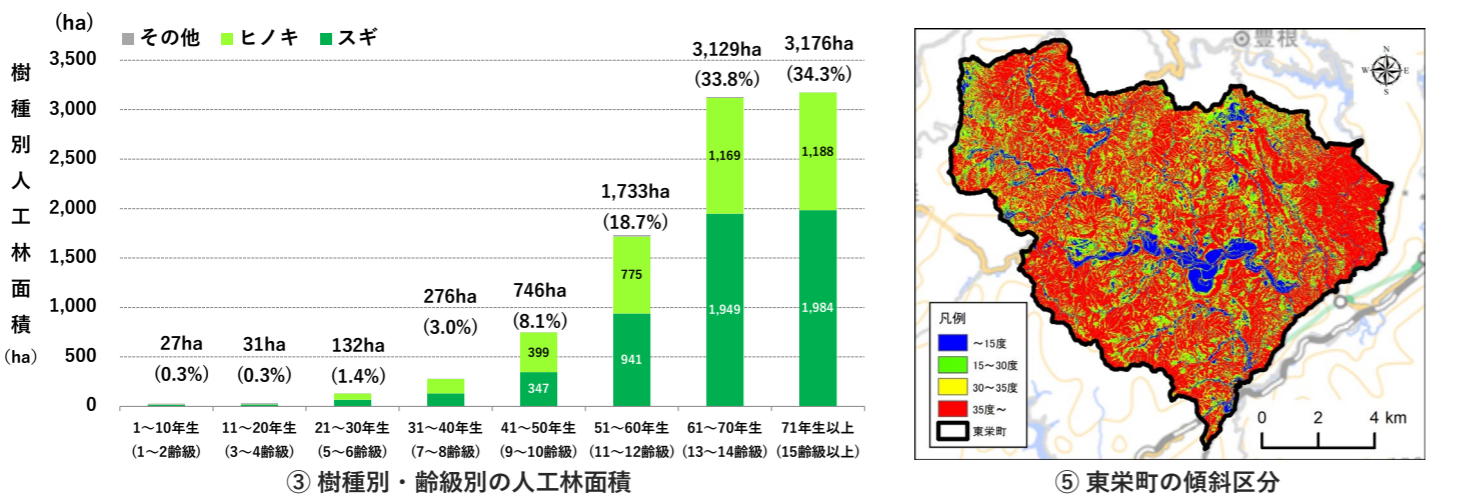 (ha)
その他 ヒノキ スギ
樹種別人工林面積(ha)
3,500
3,000
2,500
2,000
1,500
1,000
500
0
27ha
(0.3%)
31ha
(0.3%)
132ha
(1.4%)
276ha
(3.0%)
746ha
(8.1%)
399
347
1,733ha
(18.7%)
775
941
3,129ha
(33.8%)
1,169
1,949
3,176ha
(34.3%)
1,188
1,984
1～10年生 11～20年生 21～30年生 31～40年生 41～50年生 51～60年生 61～70年生 71年生以上
(1～2齢級) (3～4齢級) (5～6齢級) (7～8齢級) (9～10齢級) (11～12齢級) (13～14齢級) (15齢級以上)
③ 樹種別・齢級別の人工林面積
豊根
N
W E
S
凡例
～15度
15～30度
30～35度
35度～
東栄町
0 2 4 km
⑤ 東栄町の傾斜区分